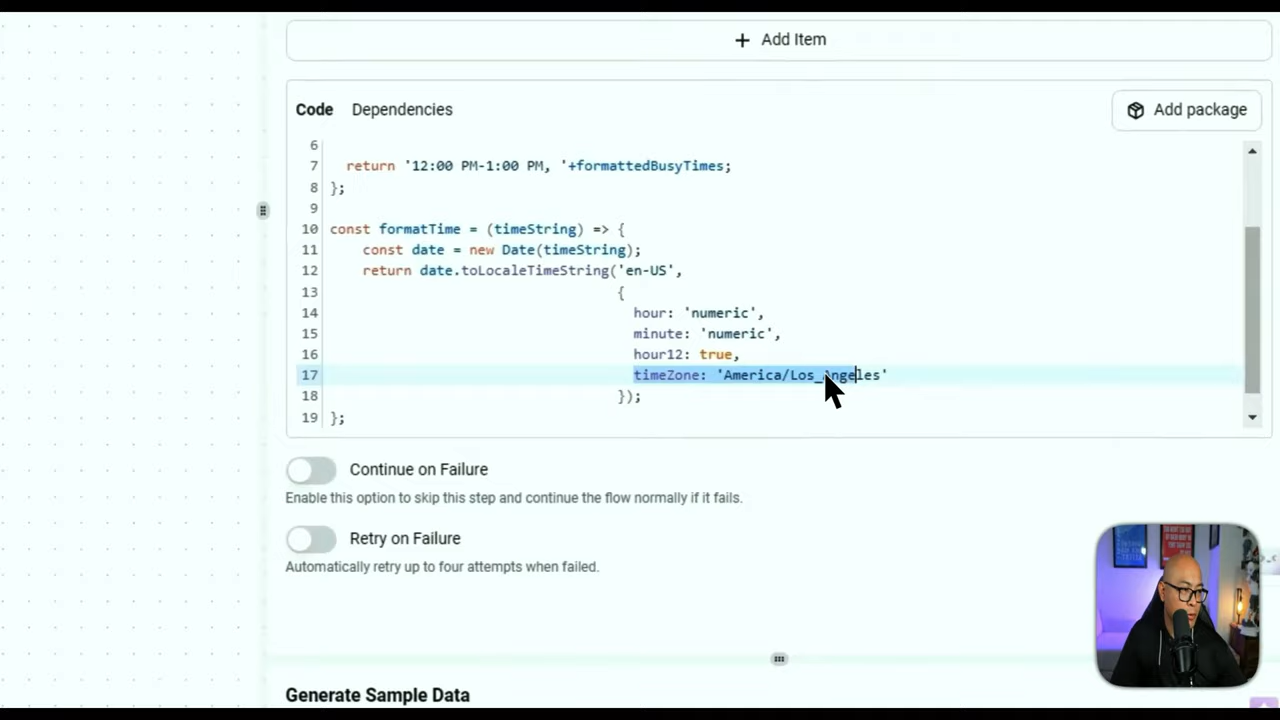 + Add Item
Code Dependencies
Add package
6
7 return '12:00 PM-1:00 PM, '+formattedBusyTimes;
8 };
9
10 const formatTime = (timeString) => {
11 const date = new Date(timeString);
12 return date.toLocaleTimeString('en-US',
13 {
14 hour: 'numeric',
15 minute: 'numeric',
16 hour12: true,
17 timeZone: 'America/Los_Angeles'
18 });
19 };
Continue on Failure
Enable this option to skip this step and continue the flow normally if it fails.
Retry on Failure
Automatically retry up to four attempts when failed.
Generate Sample Data